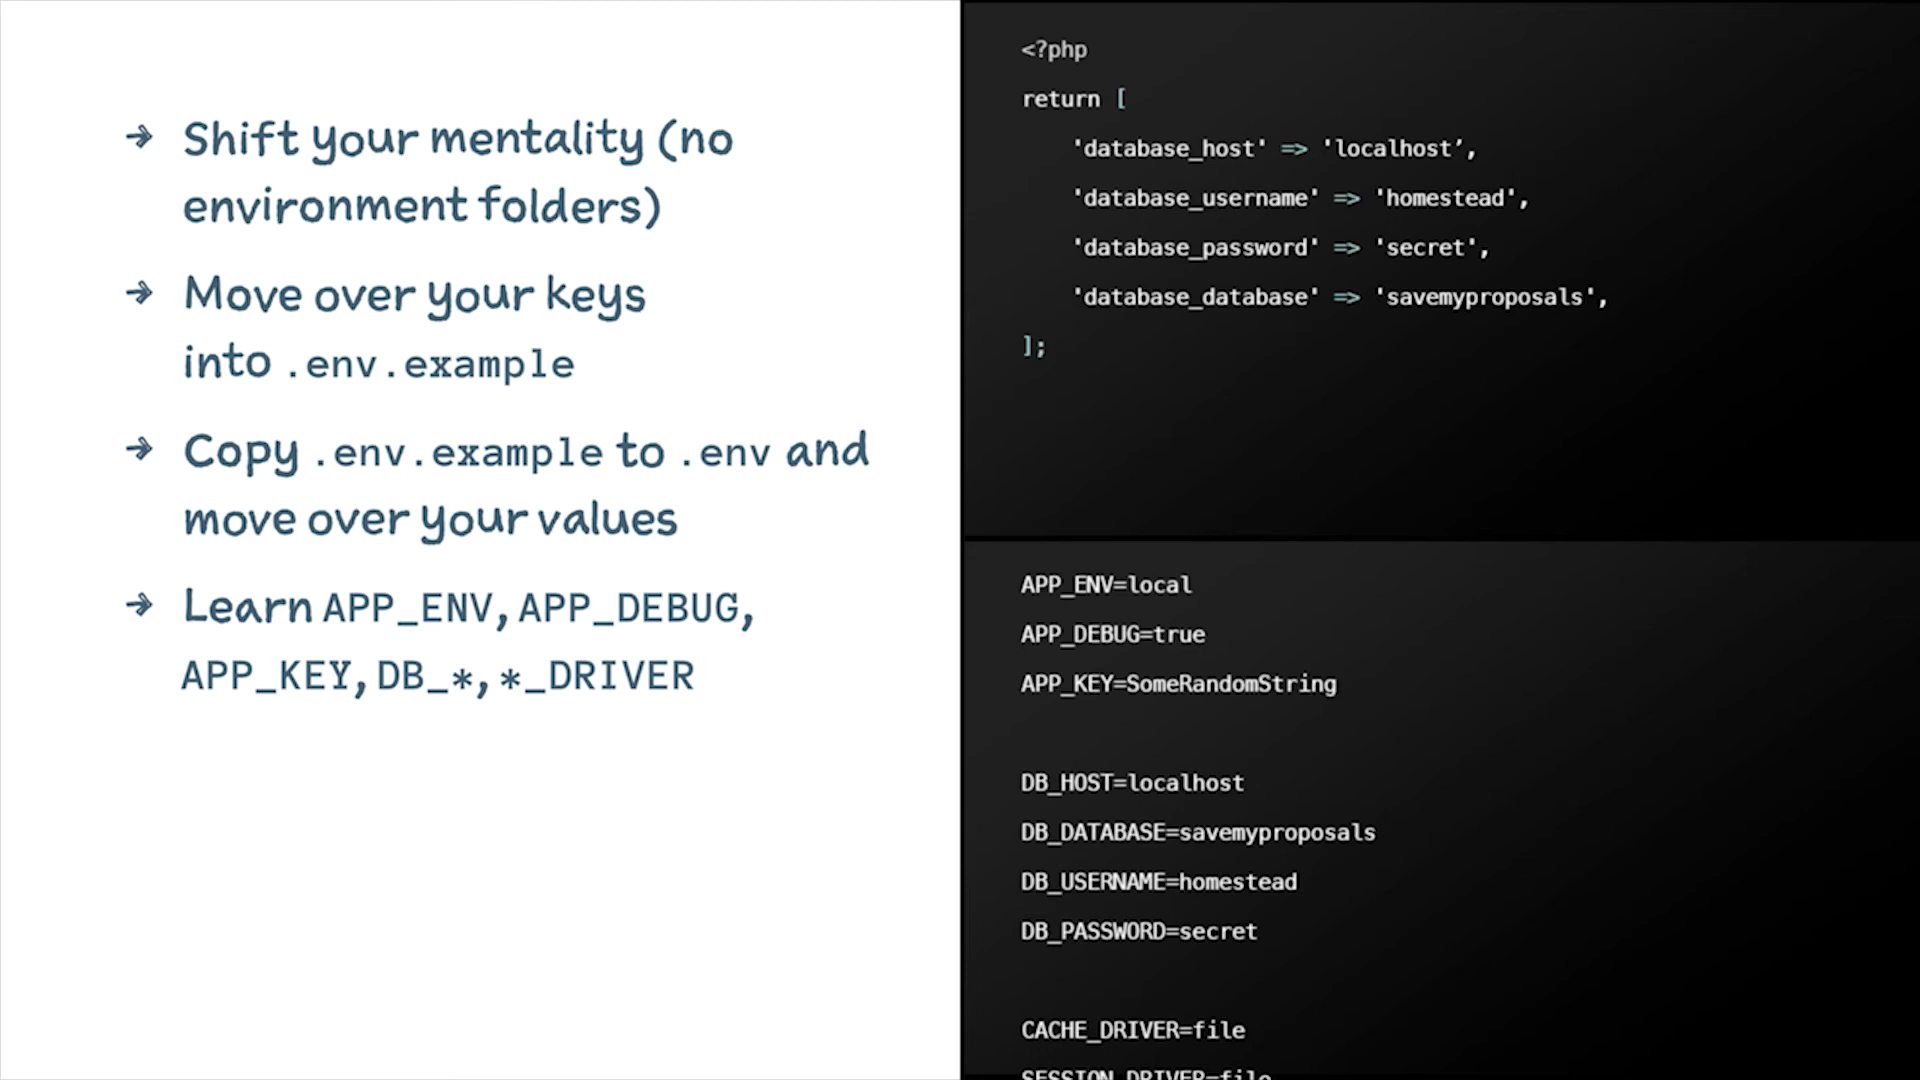 → Shift your mentality (no
environment folders)
→ Move over your keys
into .env.example
→ Copy .env.example to .env and
move over your values
→ Learn APP_ENV, APP_DEBUG,
APP_KEY, DB_*, *_DRIVER
<?php
return [
    'database_host' => 'localhost’,
    'database_username' => 'homestead',
    'database_password' => 'secret',
    'database_database' => 'savemyproposals',
];
APP_ENV=local
APP_DEBUG=true
APP_KEY=SomeRandomString
DB_HOST=localhost
DB_DATABASE=savemyproposals
DB_USERNAME=homestead
DB_PASSWORD=secret
CACHE_DRIVER=file
SESSION_DRIVER=file